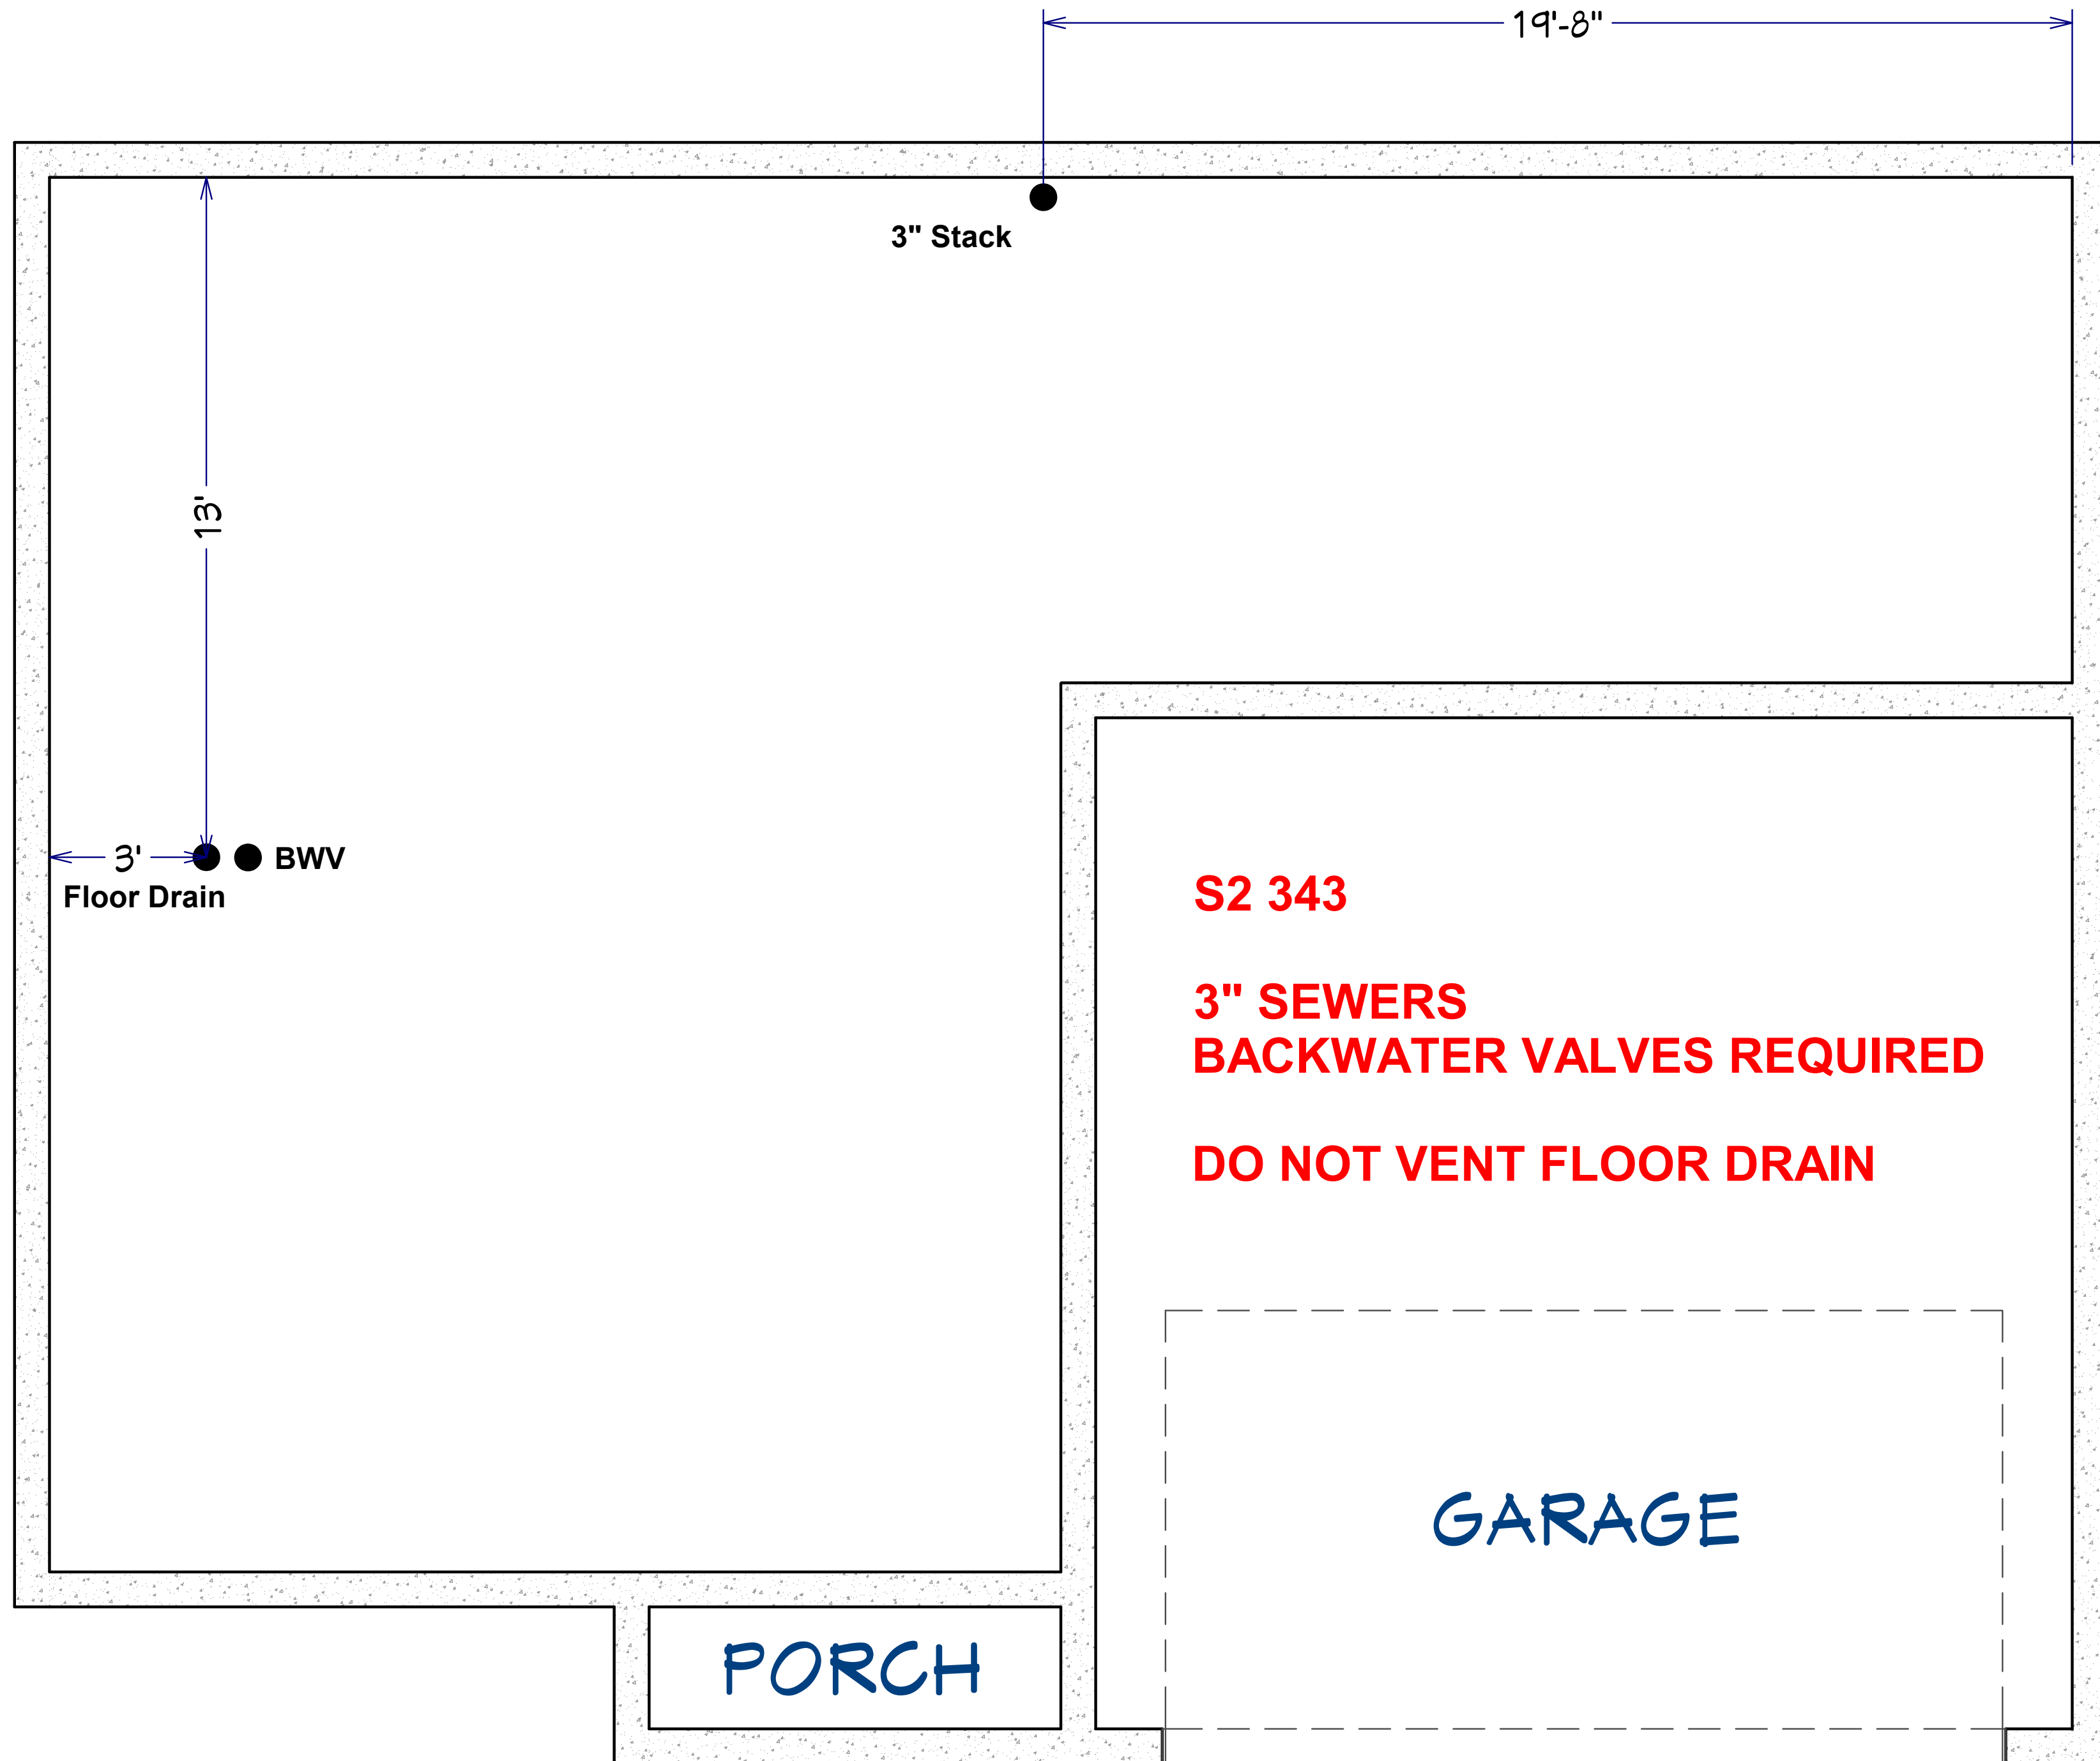 19'-8"
3" Stack
13'
3'
BWV
Floor Drain
S2 343
3" SEWERS
BACKWATER VALVES REQUIRED
DO NOT VENT FLOOR DRAIN
GARAGE
PORCH